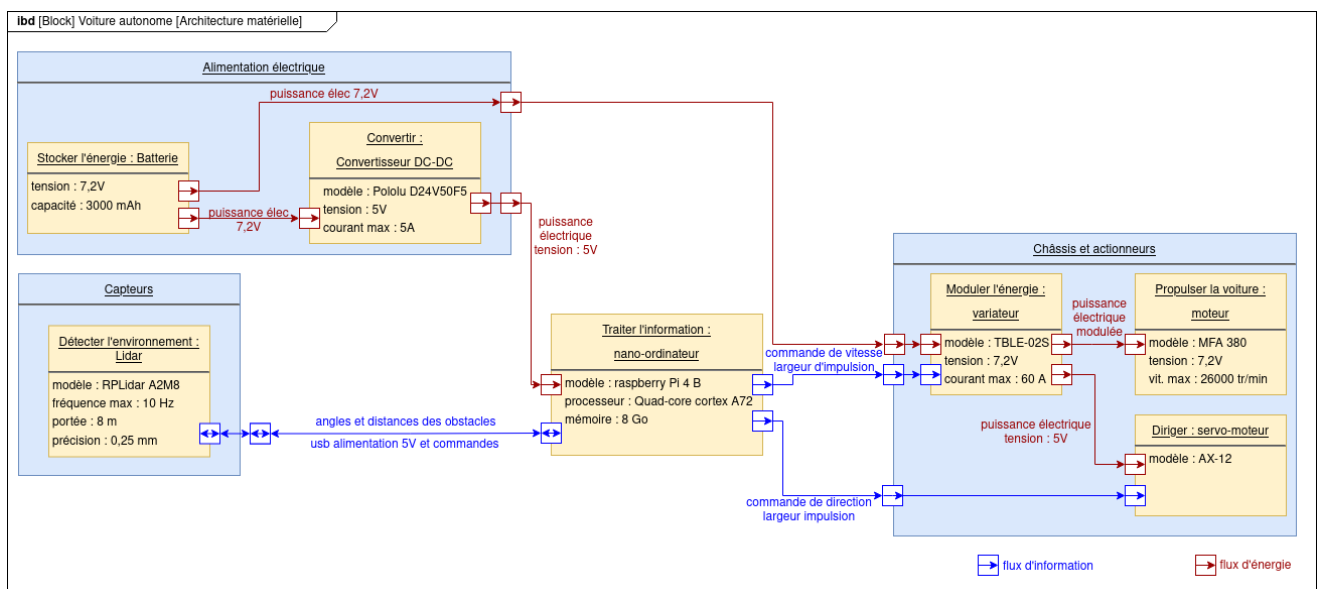 ibd [Block] Voiture autonome [Architecture matérielle]
Alimentation électrique
puissance élec 7,2V
Stocker l'énergie : Batterie
tension : 7,2V
capacité : 3000 mAh
puissance élec
7,2V
Convertir :
Convertisseur DC-DC
modèle : Pololu D24V50F5
tension : 5V
courant max : 5A
puissance
électrique
tension : 5V
Capteurs
Détecter l'environnement :
Lidar
modèle : RPLidar A2M8
fréquence max : 10 Hz
portée : 8 m
précision : 0,25 mm
angles et distances des obstacles
usb alimentation 5V et commandes
Traiter l'information :
nano-ordinateur
modèle : raspberry Pi 4 B
processeur : Quad-core cortex A72
mémoire : 8 Go
commande de vitesse
largeur d'impulsion
commande de direction
largeur impulsion
Châssis et actionneurs
Moduler l'énergie :
variateur
modèle : TBLE-02S
tension : 7,2V
courant max : 60 A
puissance
électrique
modulée
Propulser la voiture :
moteur
modèle : MFA 380
tension : 7,2V
vit. max : 26000 tr/min
puissance électrique
tension : 5V
Diriger : servo-moteur
modèle : AX-12
flux d'information
flux d'énergie